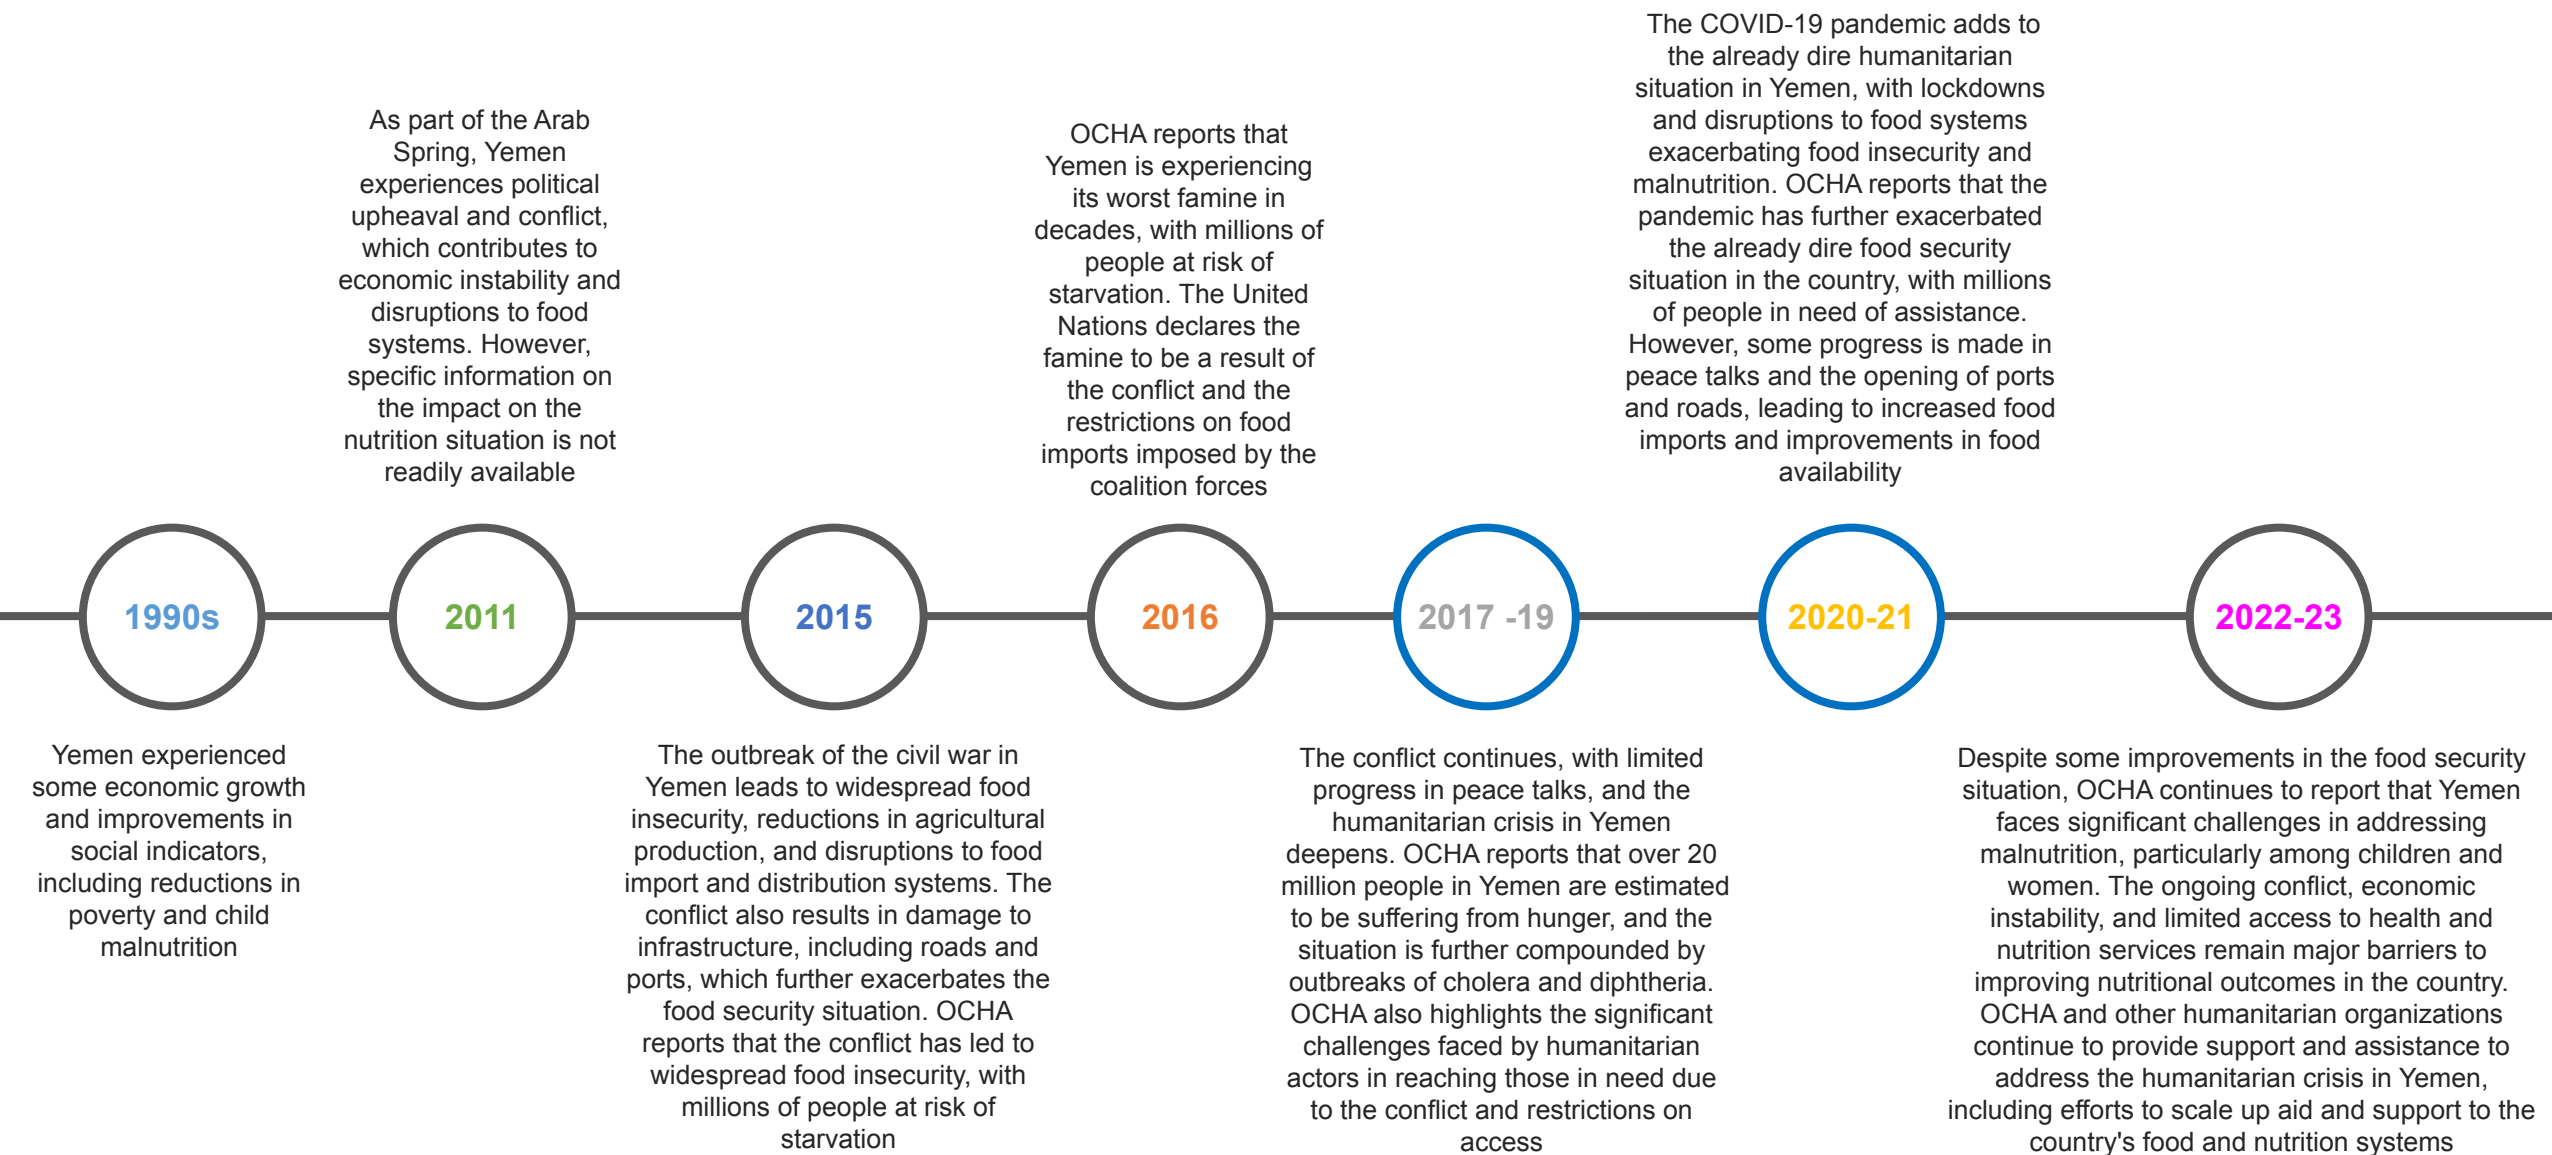 The COVID-19 pandemic adds to
the already dire humanitarian
situation in Yemen, with lockdowns
and disruptions to food systems
exacerbating food insecurity and
malnutrition. OCHA reports that the
pandemic has further exacerbated
the already dire food security
situation in the country, with millions
of people in need of assistance.
However, some progress is made in
peace talks and the opening of ports
and roads, leading to increased food
imports and improvements in food
availability
As part of the Arab
Spring, Yemen
experiences political
upheaval and conflict,
which contributes to
economic instability and
disruptions to food
systems. However,
specific information on
the impact on the
nutrition situation is not
readily available
OCHA reports that
Yemen is experiencing
its worst famine in
decades, with millions of
people at risk of
starvation. The United
Nations declares the
famine to be a result of
the conflict and the
restrictions on food
imports imposed by the
coalition forces
1990s
2011
2015
2016
2017 -19
2020-21
2022-23
Yemen experienced
some economic growth
and improvements in
social indicators,
including reductions in
poverty and child
malnutrition
The outbreak of the civil war in
Yemen leads to widespread food
insecurity, reductions in agricultural
production, and disruptions to food
import and distribution systems. The
conflict also results in damage to
infrastructure, including roads and
ports, which further exacerbates the
food security situation. OCHA
reports that the conflict has led to
widespread food insecurity, with
millions of people at risk of
starvation
The conflict continues, with limited
progress in peace talks, and the
humanitarian crisis in Yemen
deepens. OCHA reports that over 20
million people in Yemen are estimated
to be suffering from hunger, and the
situation is further compounded by
outbreaks of cholera and diphtheria.
OCHA also highlights the significant
challenges faced by humanitarian
actors in reaching those in need due
to the conflict and restrictions on
access
Despite some improvements in the food security
situation, OCHA continues to report that Yemen
faces significant challenges in addressing
malnutrition, particularly among children and
women. The ongoing conflict, economic
instability, and limited access to health and
nutrition services remain major barriers to
improving nutritional outcomes in the country.
OCHA and other humanitarian organizations
continue to provide support and assistance to
address the humanitarian crisis in Yemen,
including efforts to scale up aid and support to the
country's food and nutrition systems